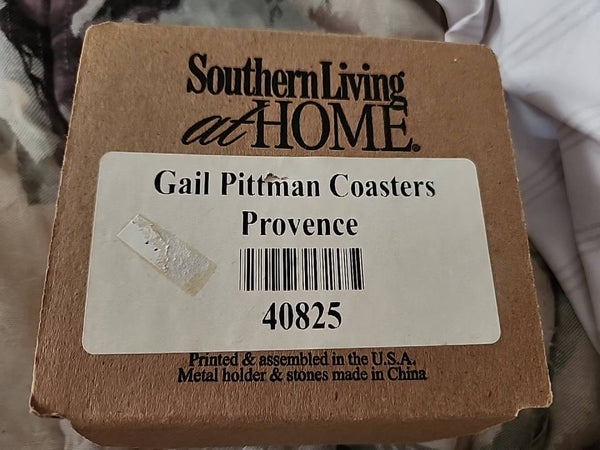 Southern Living
at HOME®
Gail Pittman Coasters
Provence
40825
Printed & assembled in the U.S.A.
Metal holder & stones made in China